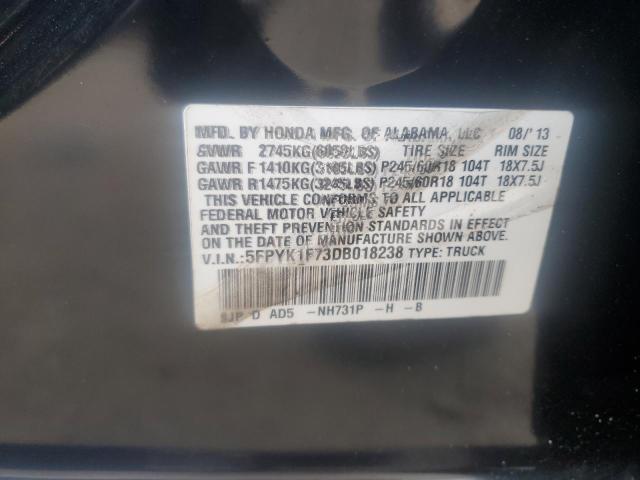 MFD. BY HONDA MFG. OF ALABAMA, LLC 08/'13
GVWR 2745KG(6053LBS) TIRE SIZE RIM SIZE
GAWR F 1410KG(3105LBS) P245/60R18 104T 18X7.5J
GAWR R1475KG(3245LBS) P245/60R18 104T 18X7.5J
THIS VEHICLE CONFORMS TO ALL APPLICABLE
FEDERAL MOTOR VEHICLE SAFETY
AND THEFT PREVENTION STANDARDS IN EFFECT
ON THE DATE OF MANUFACTURE SHOWN ABOVE.
V.I.N.:5FPYK1F73DB018238 TYPE: TRUCK
SJP D AD5 -NH731P -H -B